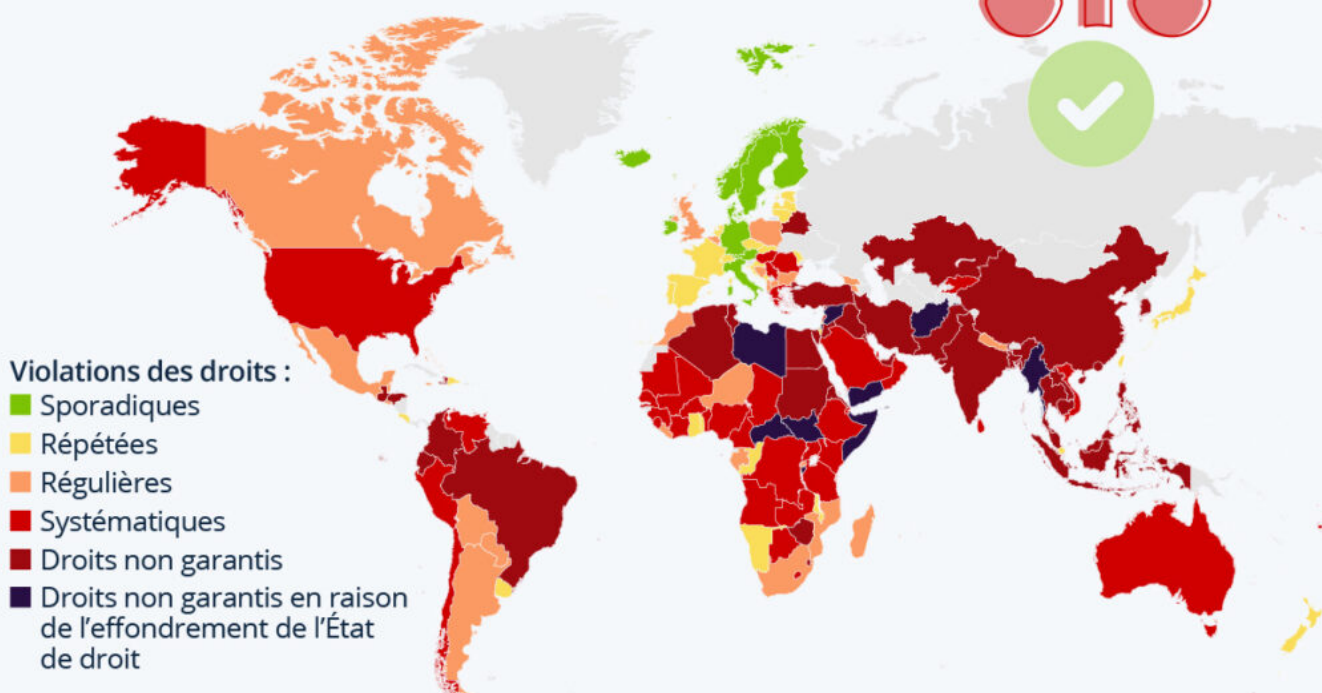 Violations des droits :
Sporadiques
Répétées
Régulières
Systématiques
Droits non garantis
Droits non garantis en raison
de l’effondrement de l’État
de droit